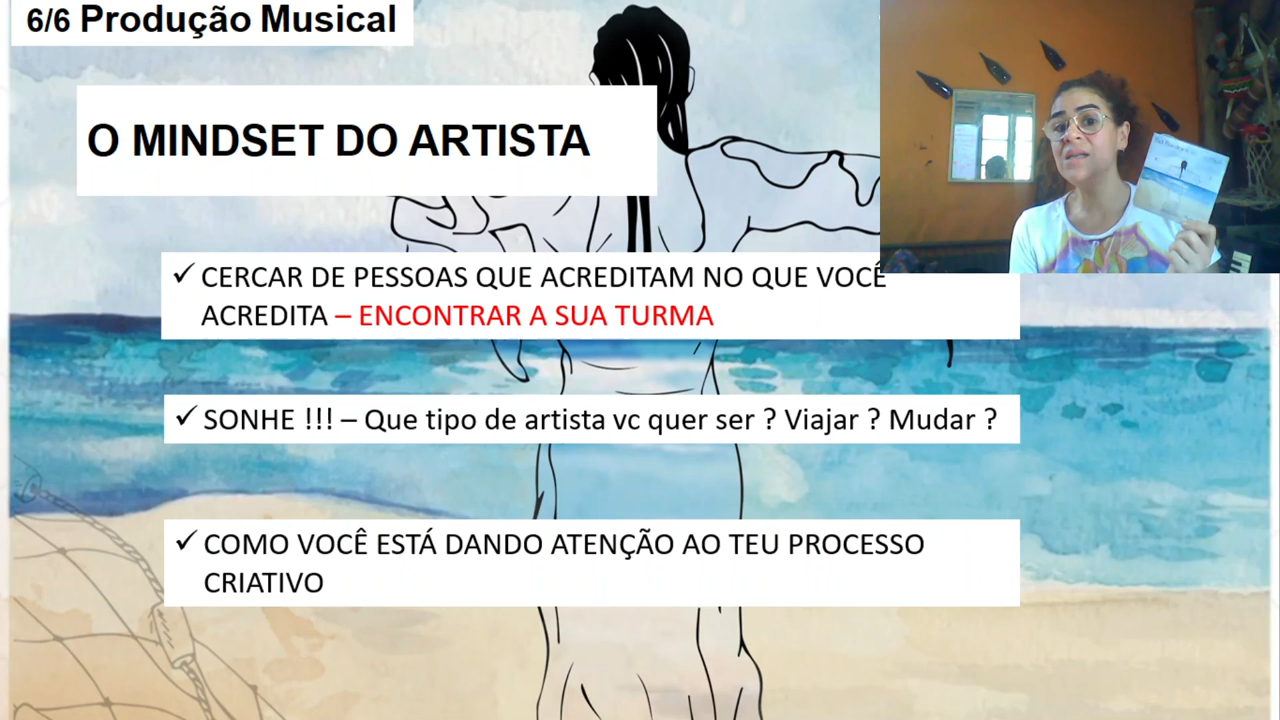 6/6 Produção Musical
O MINDSET DO ARTISTA
✓ CERCAR DE PESSOAS QUE ACREDITAM NO QUE VOCÊ
ACREDITA – ENCONTRAR A SUA TURMA
✓ SONHE !!! – Que tipo de artista vc quer ser ? Viajar ? Mudar ?
✓ COMO VOCÊ ESTÁ DANDO ATENÇÃO AO TEU PROCESSO
CRIATIVO